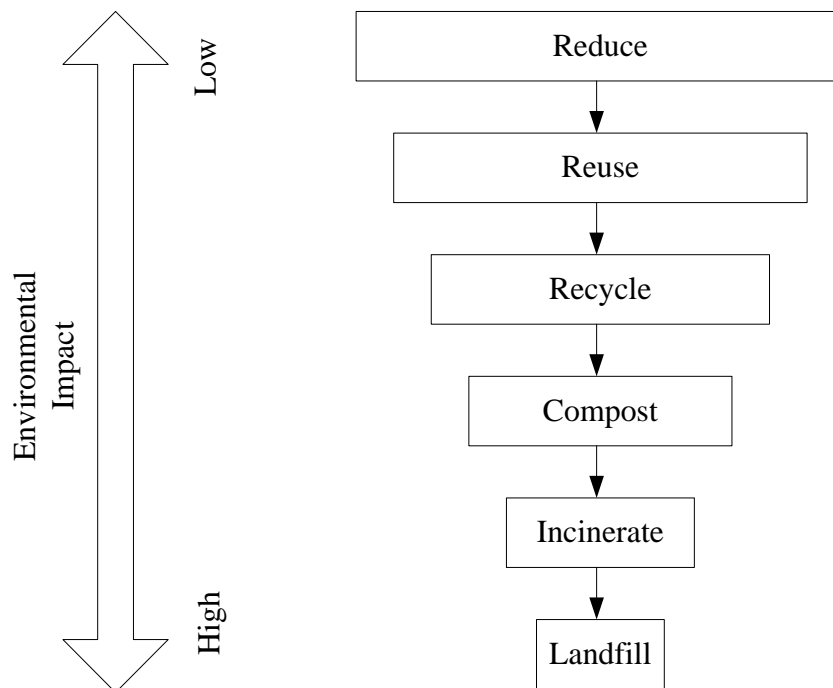 Environmental
Impact
Low
High
Reduce
Reuse
Recycle
Compost
Incinerate
Landfill